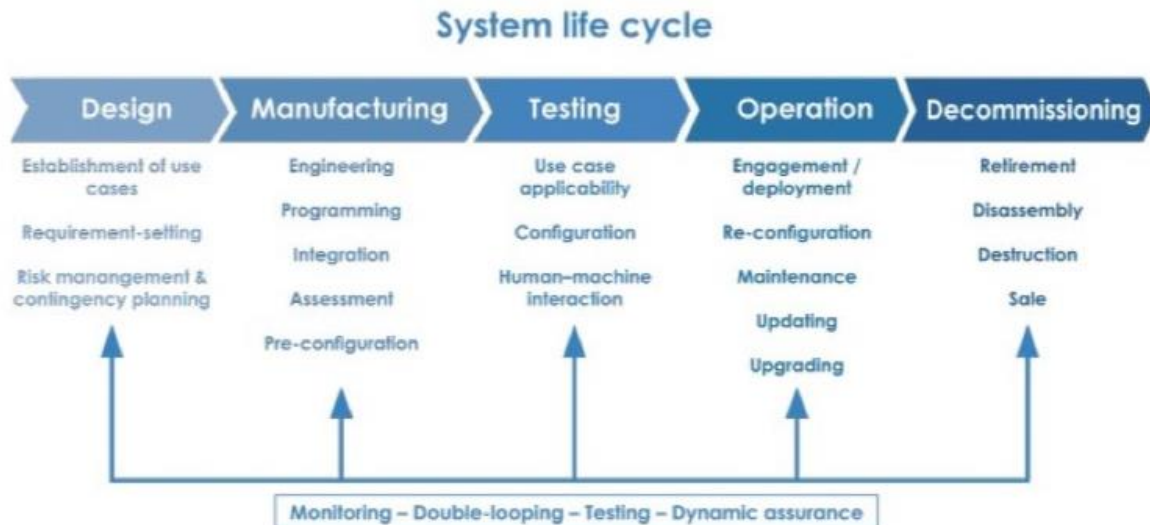 System life cycle
Design
Manufacturing
Testing
Operation
Decommissioning
Establishment of use
cases
Requirement-setting
Risk manangement &
contingency planning
Engineering
Programming
Integration
Assessment
Pre-configuration
Use case
applicability
Configuration
Human–machine
interaction
Engagement /
deployment
Re-configuration
Maintenance
Updating
Upgrading
Retirement
Disassembly
Destruction
Sale
Monitoring – Double-looping – Testing – Dynamic assurance